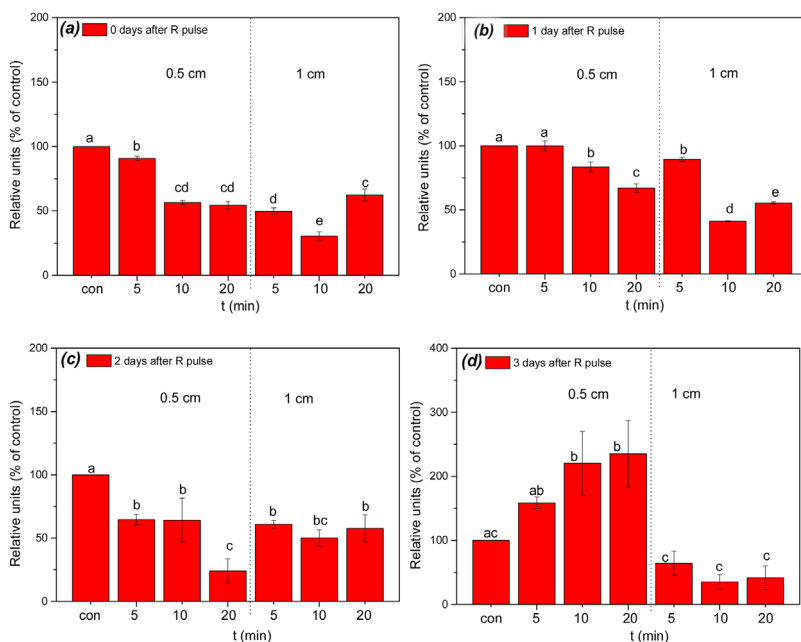 (a) 0 days after R pulse
0.5 cm 1 cm
a b cd cd d e c
Relative units (% of control)
200
150
100
50
0
con 5 10 20 5 10 20
t (min)
(b) 1 day after R pulse
0.5 cm 1 cm
a a b c b d e
Relative units (% of control)
200
150
100
50
0
con 5 10 20 5 10 20
t (min)
(c) 2 days after R pulse
0.5 cm 1 cm
a b b c b bc b
Relative units (% of control)
200
150
100
50
0
con 5 10 20 5 10 20
t (min)
(d) 3 days after R pulse
0.5 cm 1 cm
ac ab b b c c c
Relative units (% of control)
400
300
200
100
0
con 5 10 20 5 10 20
t (min)